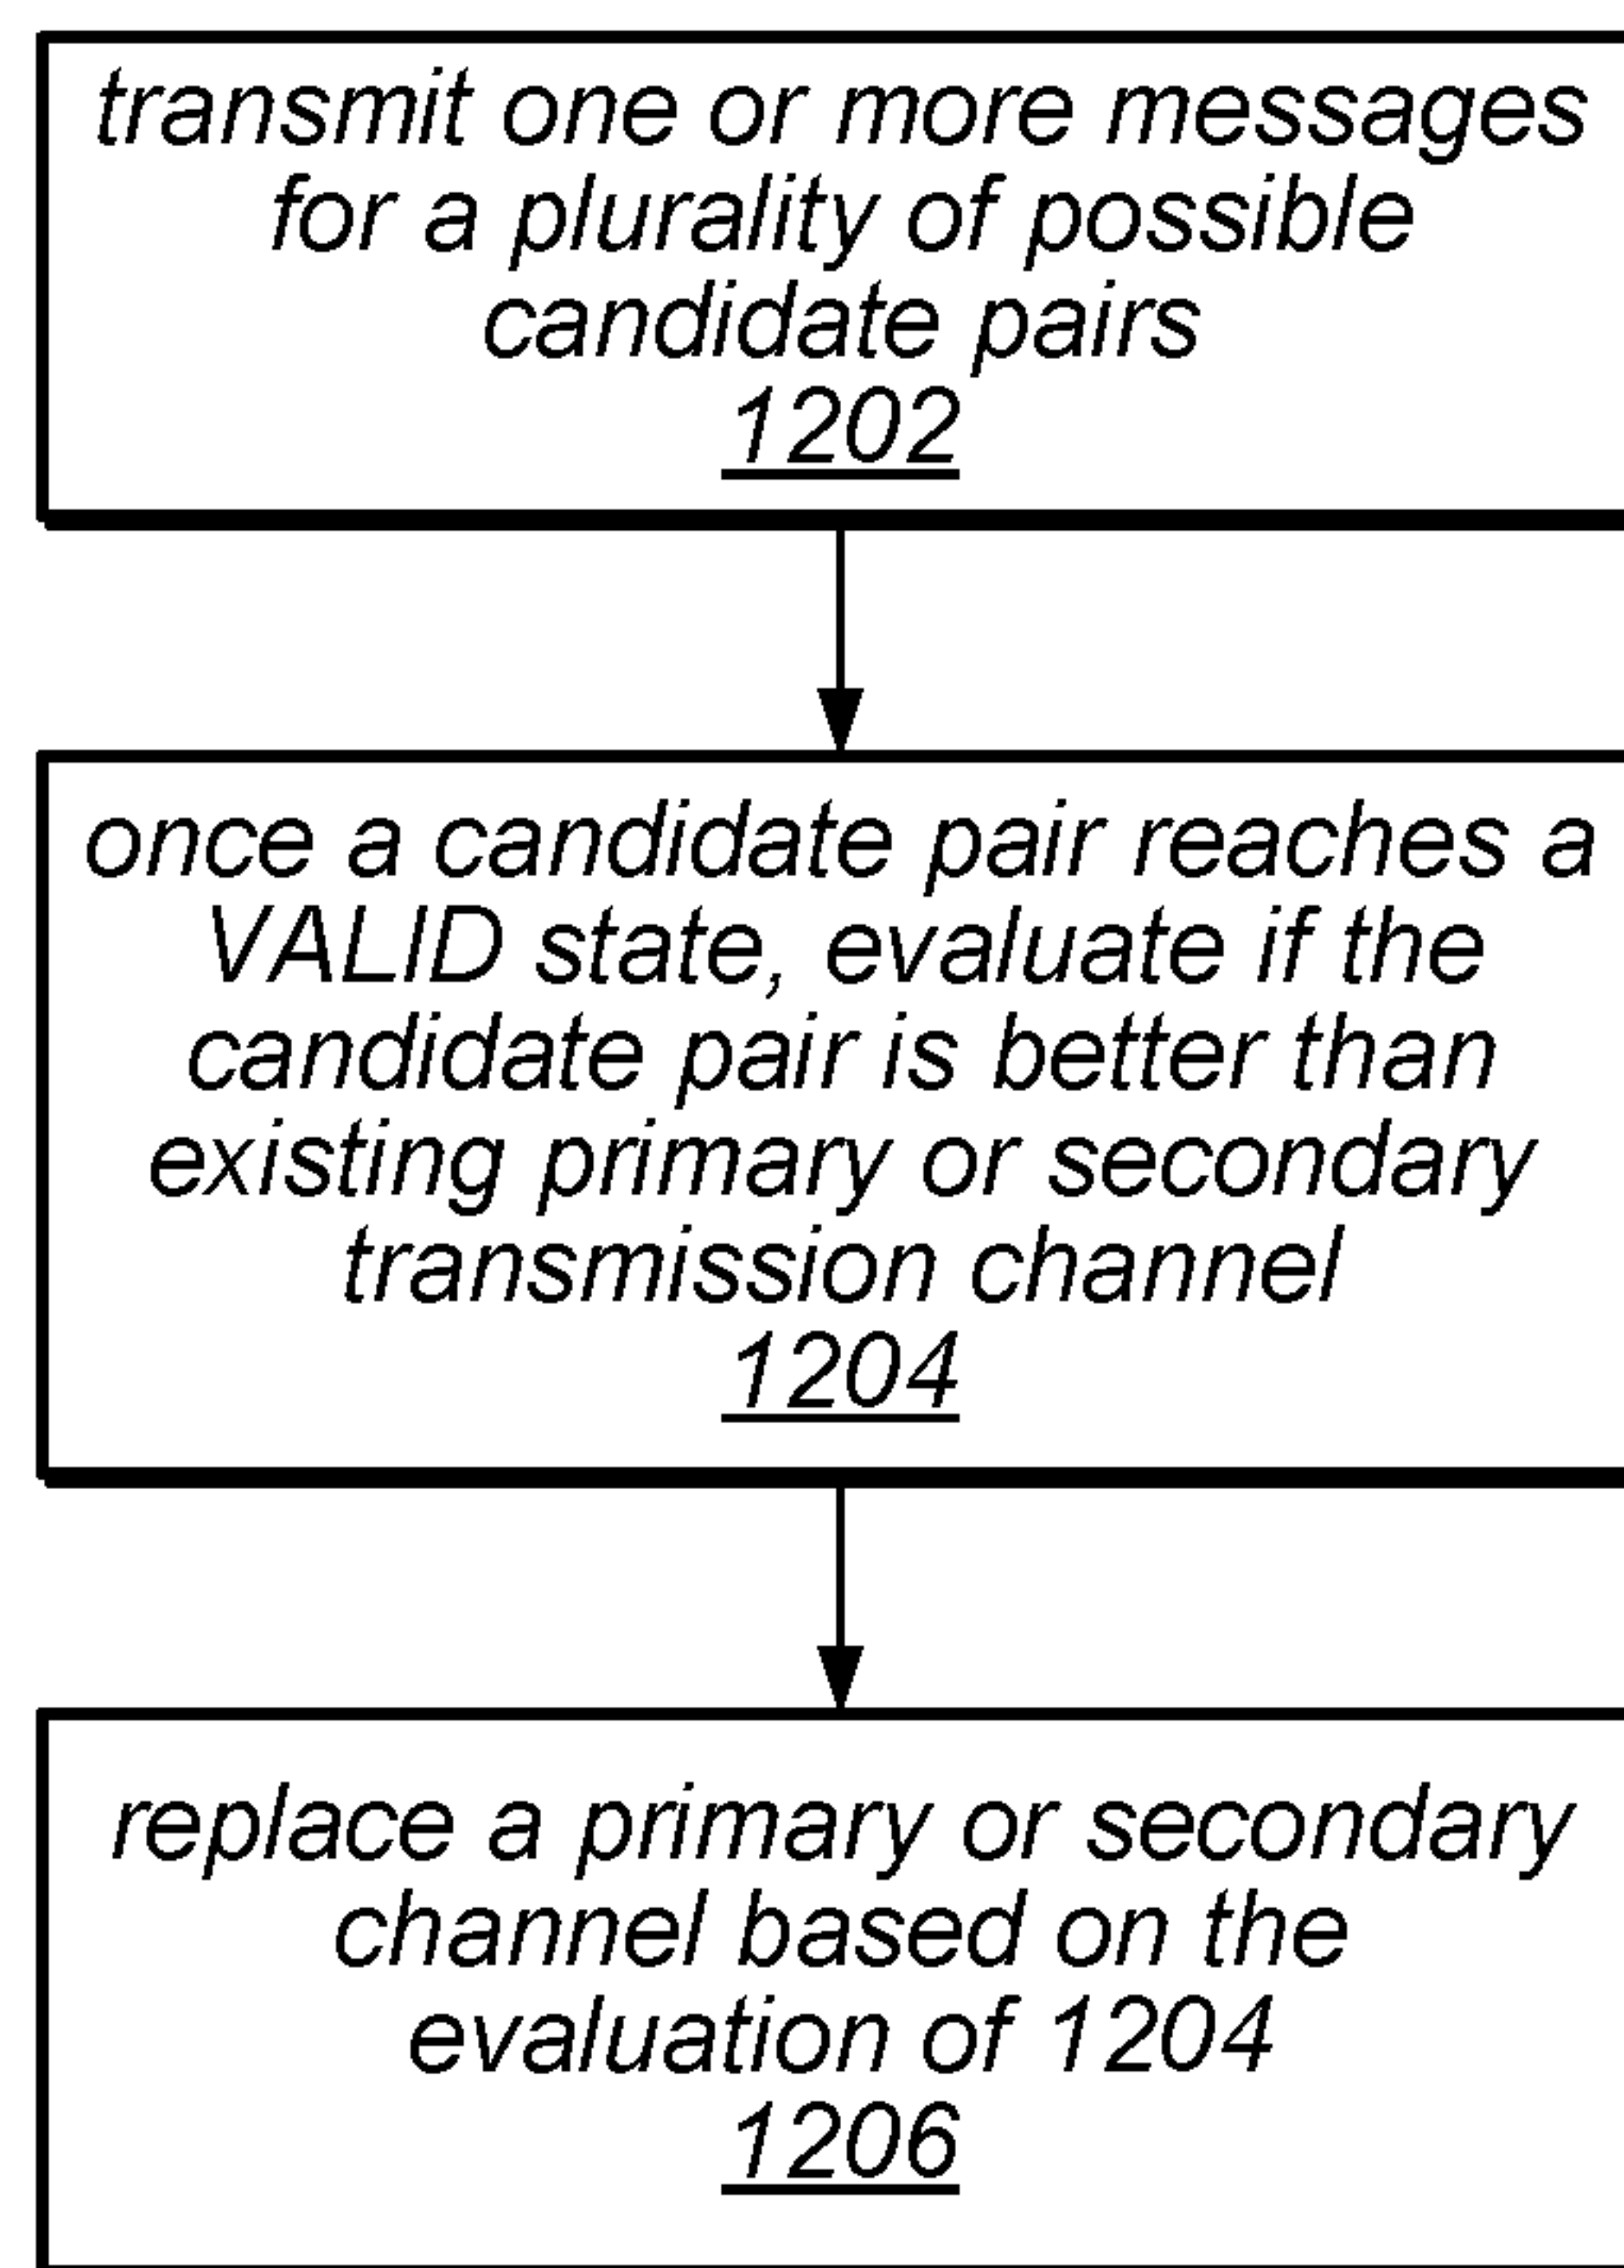 transmit one or more messages
for a plurality of possible
candidate pairs
1202
once a candidate pair reaches a
VALID state, evaluate if the
candidate pair is better than
existing primary or secondary
transmission channel
1204
replace a primary or secondary
channel based on the
evaluation of 1204
1206